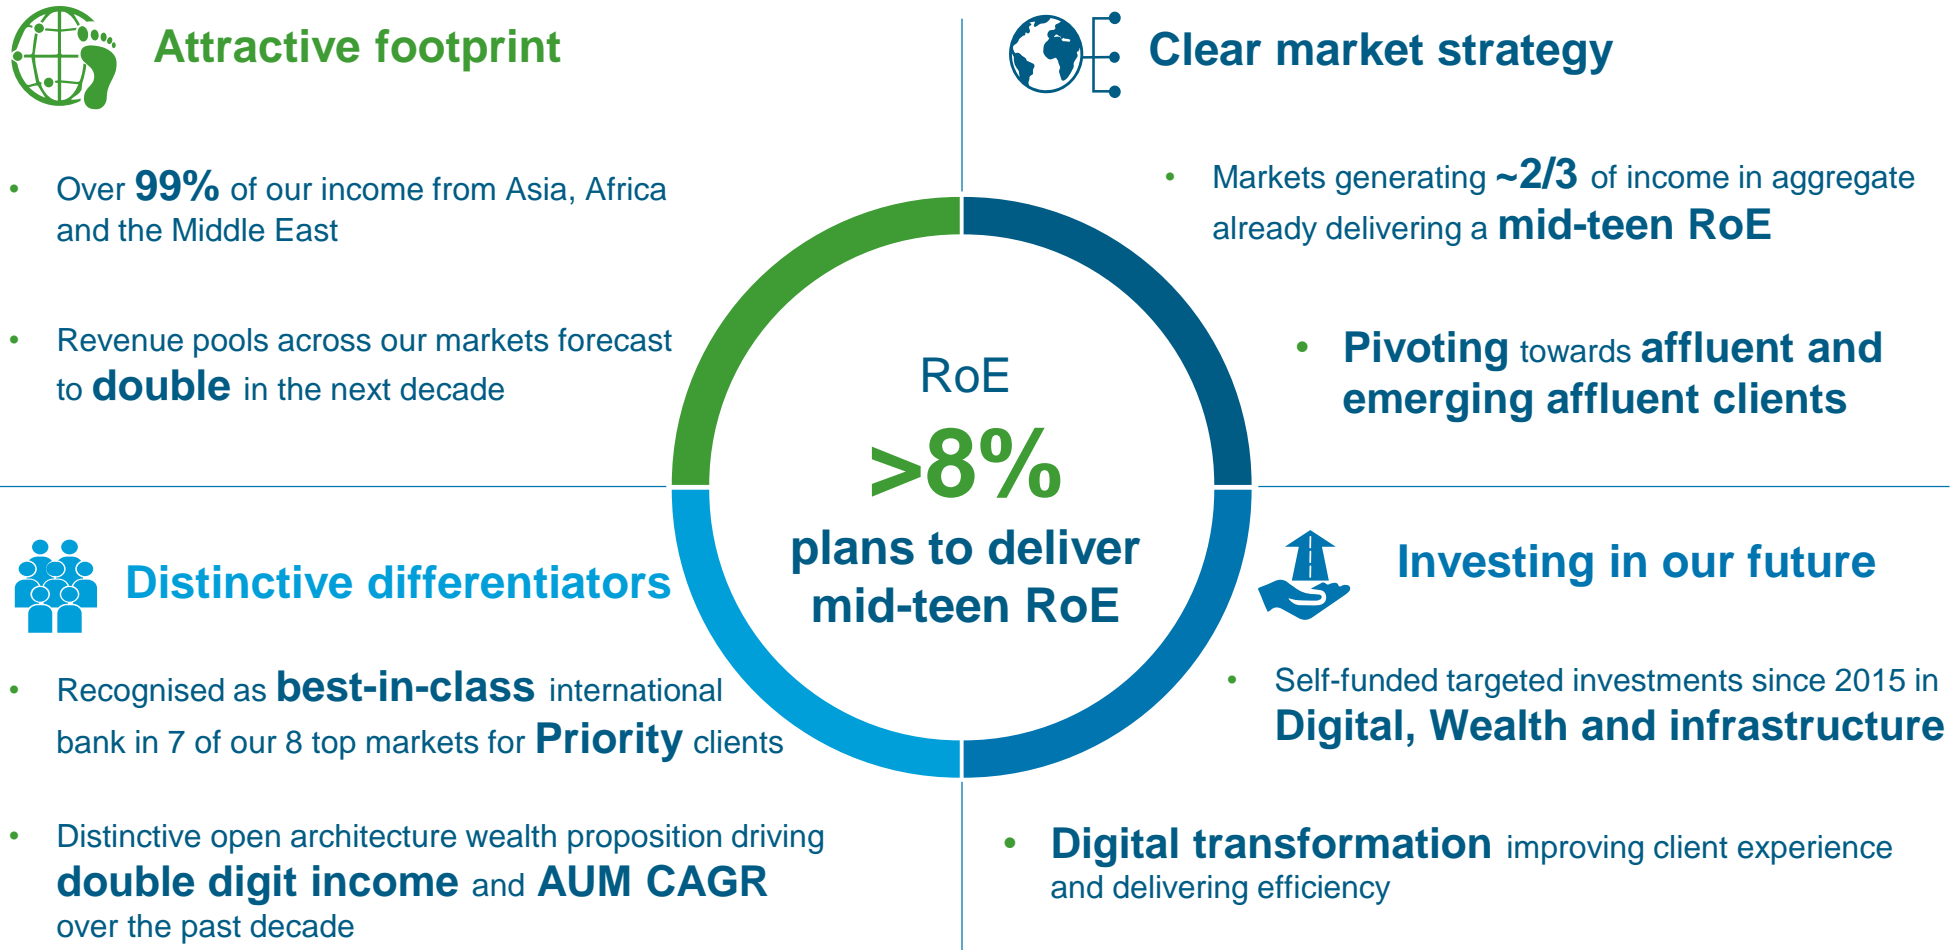 Attractive footprint
• Over 99% of our income from Asia, Africa
and the Middle East
• Revenue pools across our markets forecast
to double in the next decade
Clear market strategy
• Markets generating ~2/3 of income in aggregate
already delivering a mid-teen RoE
• Pivoting towards affluent and
emerging affluent clients
RoE
>8%
plans to deliver
mid-teen RoE
Distinctive differentiators
• Recognised as best-in-class international
bank in 7 of our 8 top markets for Priority clients
• Distinctive open architecture wealth proposition driving
double digit income and AUM CAGR
over the past decade
Investing in our future
• Self-funded targeted investments since 2015 in
Digital, Wealth and infrastructure
• Digital transformation improving client experience
and delivering efficiency